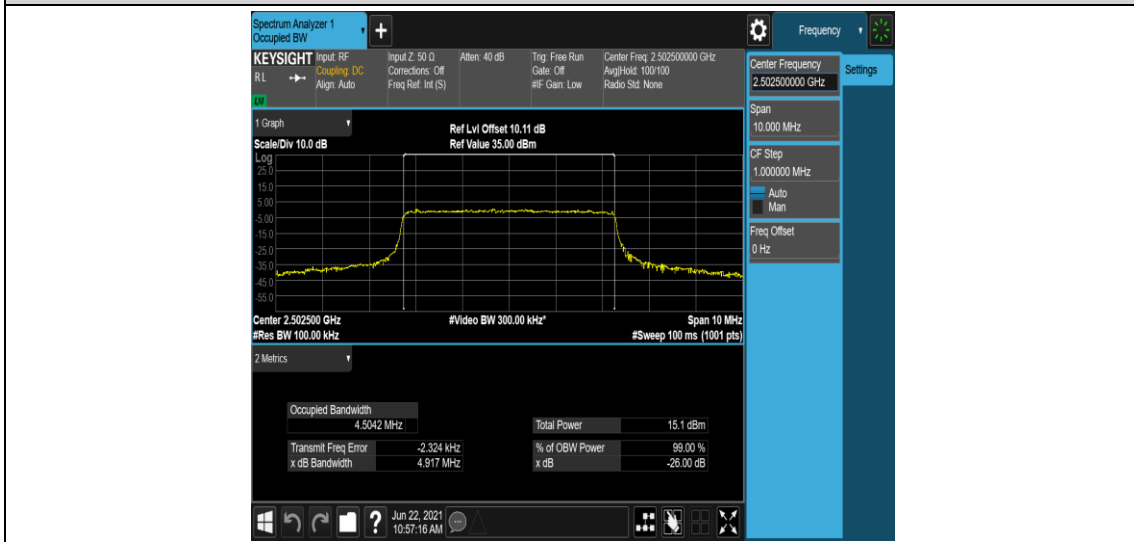 Spectrum Analyzer 1
Occupied BW
+
Frequency
KEYSIGHT
RL
Input: RF
Coupling: DC
Align: Auto
Input Z: 50 Ω
Corrections: Off
Freq Ref: Int (S)
Atten: 40 dB
Trig: Free Run
Gate: Off
#IF Gain: Low
Center Freq: 2.502500000 GHz
Avg|Hold: 100/100
Radio Std: None
Center Frequency
2.502500000 GHz
Settings
Span
10.000 MHz
CF Step
1.000000 MHz
Auto
Man
Freq Offset
0 Hz
1 Graph
Scale/Div 10.0 dB
Ref Lvl Offset 10.11 dB
Ref Value 35.00 dBm
Log
25.0
15.0
5.00
-5.00
-15.0
-25.0
-35.0
-45.0
-55.0
Center 2.502500 GHz
#Video BW 300.00 kHz*
Span 10 MHz
#Res BW 100.00 kHz
#Sweep 100 ms (1001 pts)
2 Metrics
Occupied Bandwidth
4.5042 MHz
Total Power 15.1 dBm
Transmit Freq Error -2.324 kHz
% of OBW Power 99.00 %
x dB Bandwidth 4.917 MHz
x dB -26.00 dB
?
Jun 22, 2021
10:57:16 AM